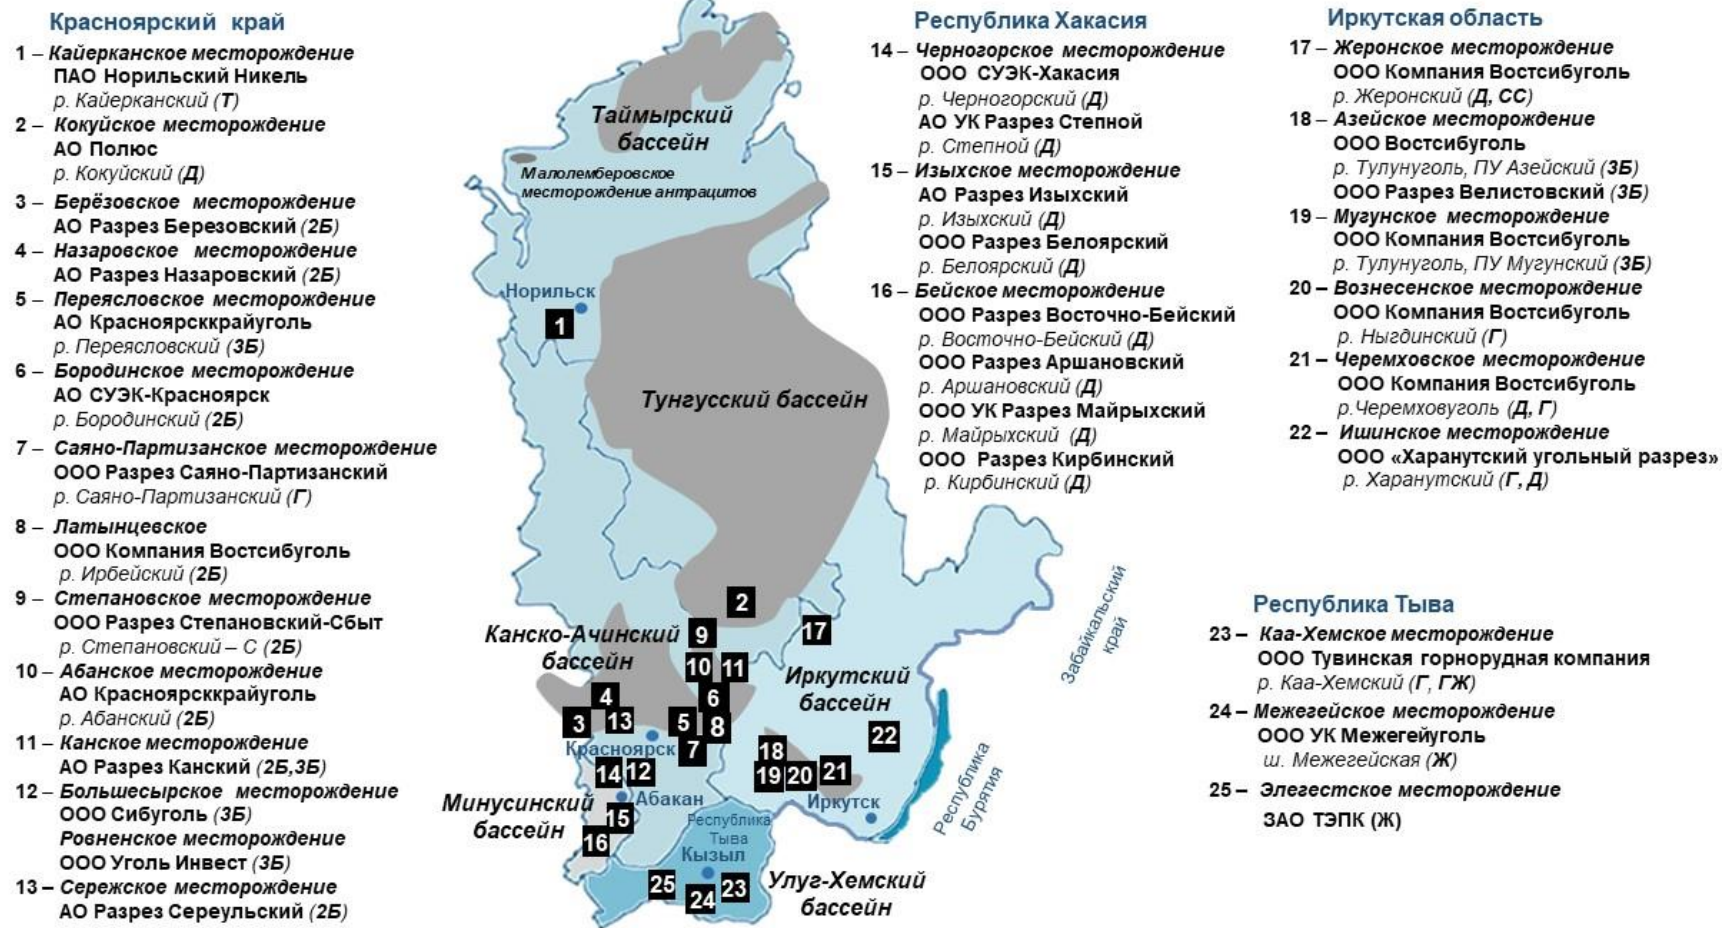 Красноярский край
1 – Кайерканское месторождение
ПАО Норильский Никель
р. Кайерканский (Т)
2 – Кокуйское месторождение
АО Полюс
р. Кокуйский (Д)
3 – Берёзовское месторождение
АО Разрез Березовский (2Б)
4 – Назаровское месторождение
АО Разрез Назаровский (2Б)
5 – Переясловское месторождение
АО Красноярсккрайуголь
р. Переясловский (3Б)
6 – Бородинское месторождение
АО СУЭК-Красноярск
р. Бородинский (2Б)
7 – Саяно-Партизанское месторождение
ООО Разрез Саяно-Партизанский
р. Саяно-Партизанский (Г)
8 – Латынцевское
ООО Компания Востсибуголь
р. Ирбейский (2Б)
9 – Степановское месторождение
ООО Разрез Степановский-Сбыт
р. Степановский – С (2Б)
10 – Абанское месторождение
АО Красноярсккрайуголь
р. Абанский (2Б)
11 – Канское месторождение
АО Разрез Канский (2Б,3Б)
12 – Большесырское месторождение
ООО Сибуголь (3Б)
Ровненское месторождение
ООО Уголь Инвест (3Б)
13 – Сережское месторождение
АО Разрез Сереульский (2Б)
Таймырский
бассейн
Малолемберовское
месторождение антрацитов
Норильск
1
Тунгусский бассейн
2
Канско-Ачинский
бассейн
9
17
10
11
Иркутский
бассейн
4
6
3
13
5
8
Красноярск
7
22
18
14
12
19
20
21
Минусинский
бассейн
Абакан
Иркутск
15
Республика
Тыва
16
Кызыл
25
24
23
Улуг-Хемский
бассейн
Забайкальский
край
Республика
Бурятия
Республика Хакасия
14 – Черногорское месторождение
ООО СУЭК-Хакасия
р. Черногорский (Д)
АО УК Разрез Степной
р. Степной (Д)
15 – Изыхское месторождение
АО Разрез Изыхский
р. Изыхский (Д)
ООО Разрез Белоярский
р. Белоярский (Д)
16 – Бейское месторождение
ООО Разрез Восточно-Бейский
р. Восточно-Бейский (Д)
ООО Разрез Аршановский
р. Аршановский (Д)
ООО УК Разрез Майрыхский
р. Майрыхский (Д)
ООО Разрез Кирбинский
р. Кирбинский (Д)
Иркутская область
17 – Жеронское месторождение
ООО Компания Востсибуголь
р. Жеронский (Д, СС)
18 – Азейское месторождение
ООО Востсибуголь
р. Тулунуголь, ПУ Азейский (3Б)
ООО Разрез Велистовский (3Б)
19 – Мугунское месторождение
ООО Компания Востсибуголь
р. Тулунуголь, ПУ Мугунский (3Б)
20 – Вознесенское месторождение
ООО Компания Востсибуголь
р. Ныгдинский (Г)
21 – Черемховское месторождение
ООО Компания Востсибуголь
р.Черемховуголь (Д, Г)
22 – Ишинское месторождение
ООО «Харанутский угольный разрез»
р. Харанутский (Г, Д)
Республика Тыва
23 – Каа-Хемское месторождение
ООО Тувинская горнорудная компания
р. Каа-Хемский (Г, ГЖ)
24 – Межегейское месторождение
ООО УК Межегейуголь
ш. Межегейская (Ж)
25 – Элегестское месторождение
ЗАО ТЭПК (Ж)